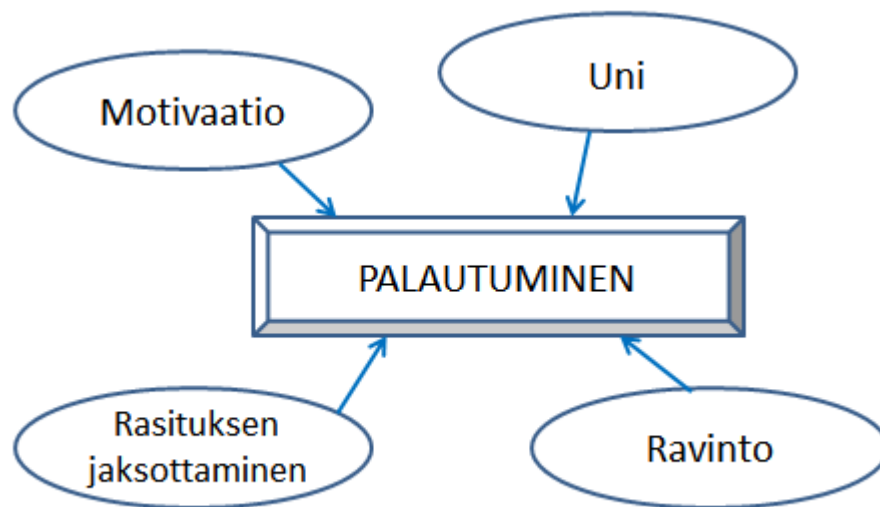 Motivaatio
Uni
PALAUTUMINEN
Rasituksen
jaksottaminen
Ravinto